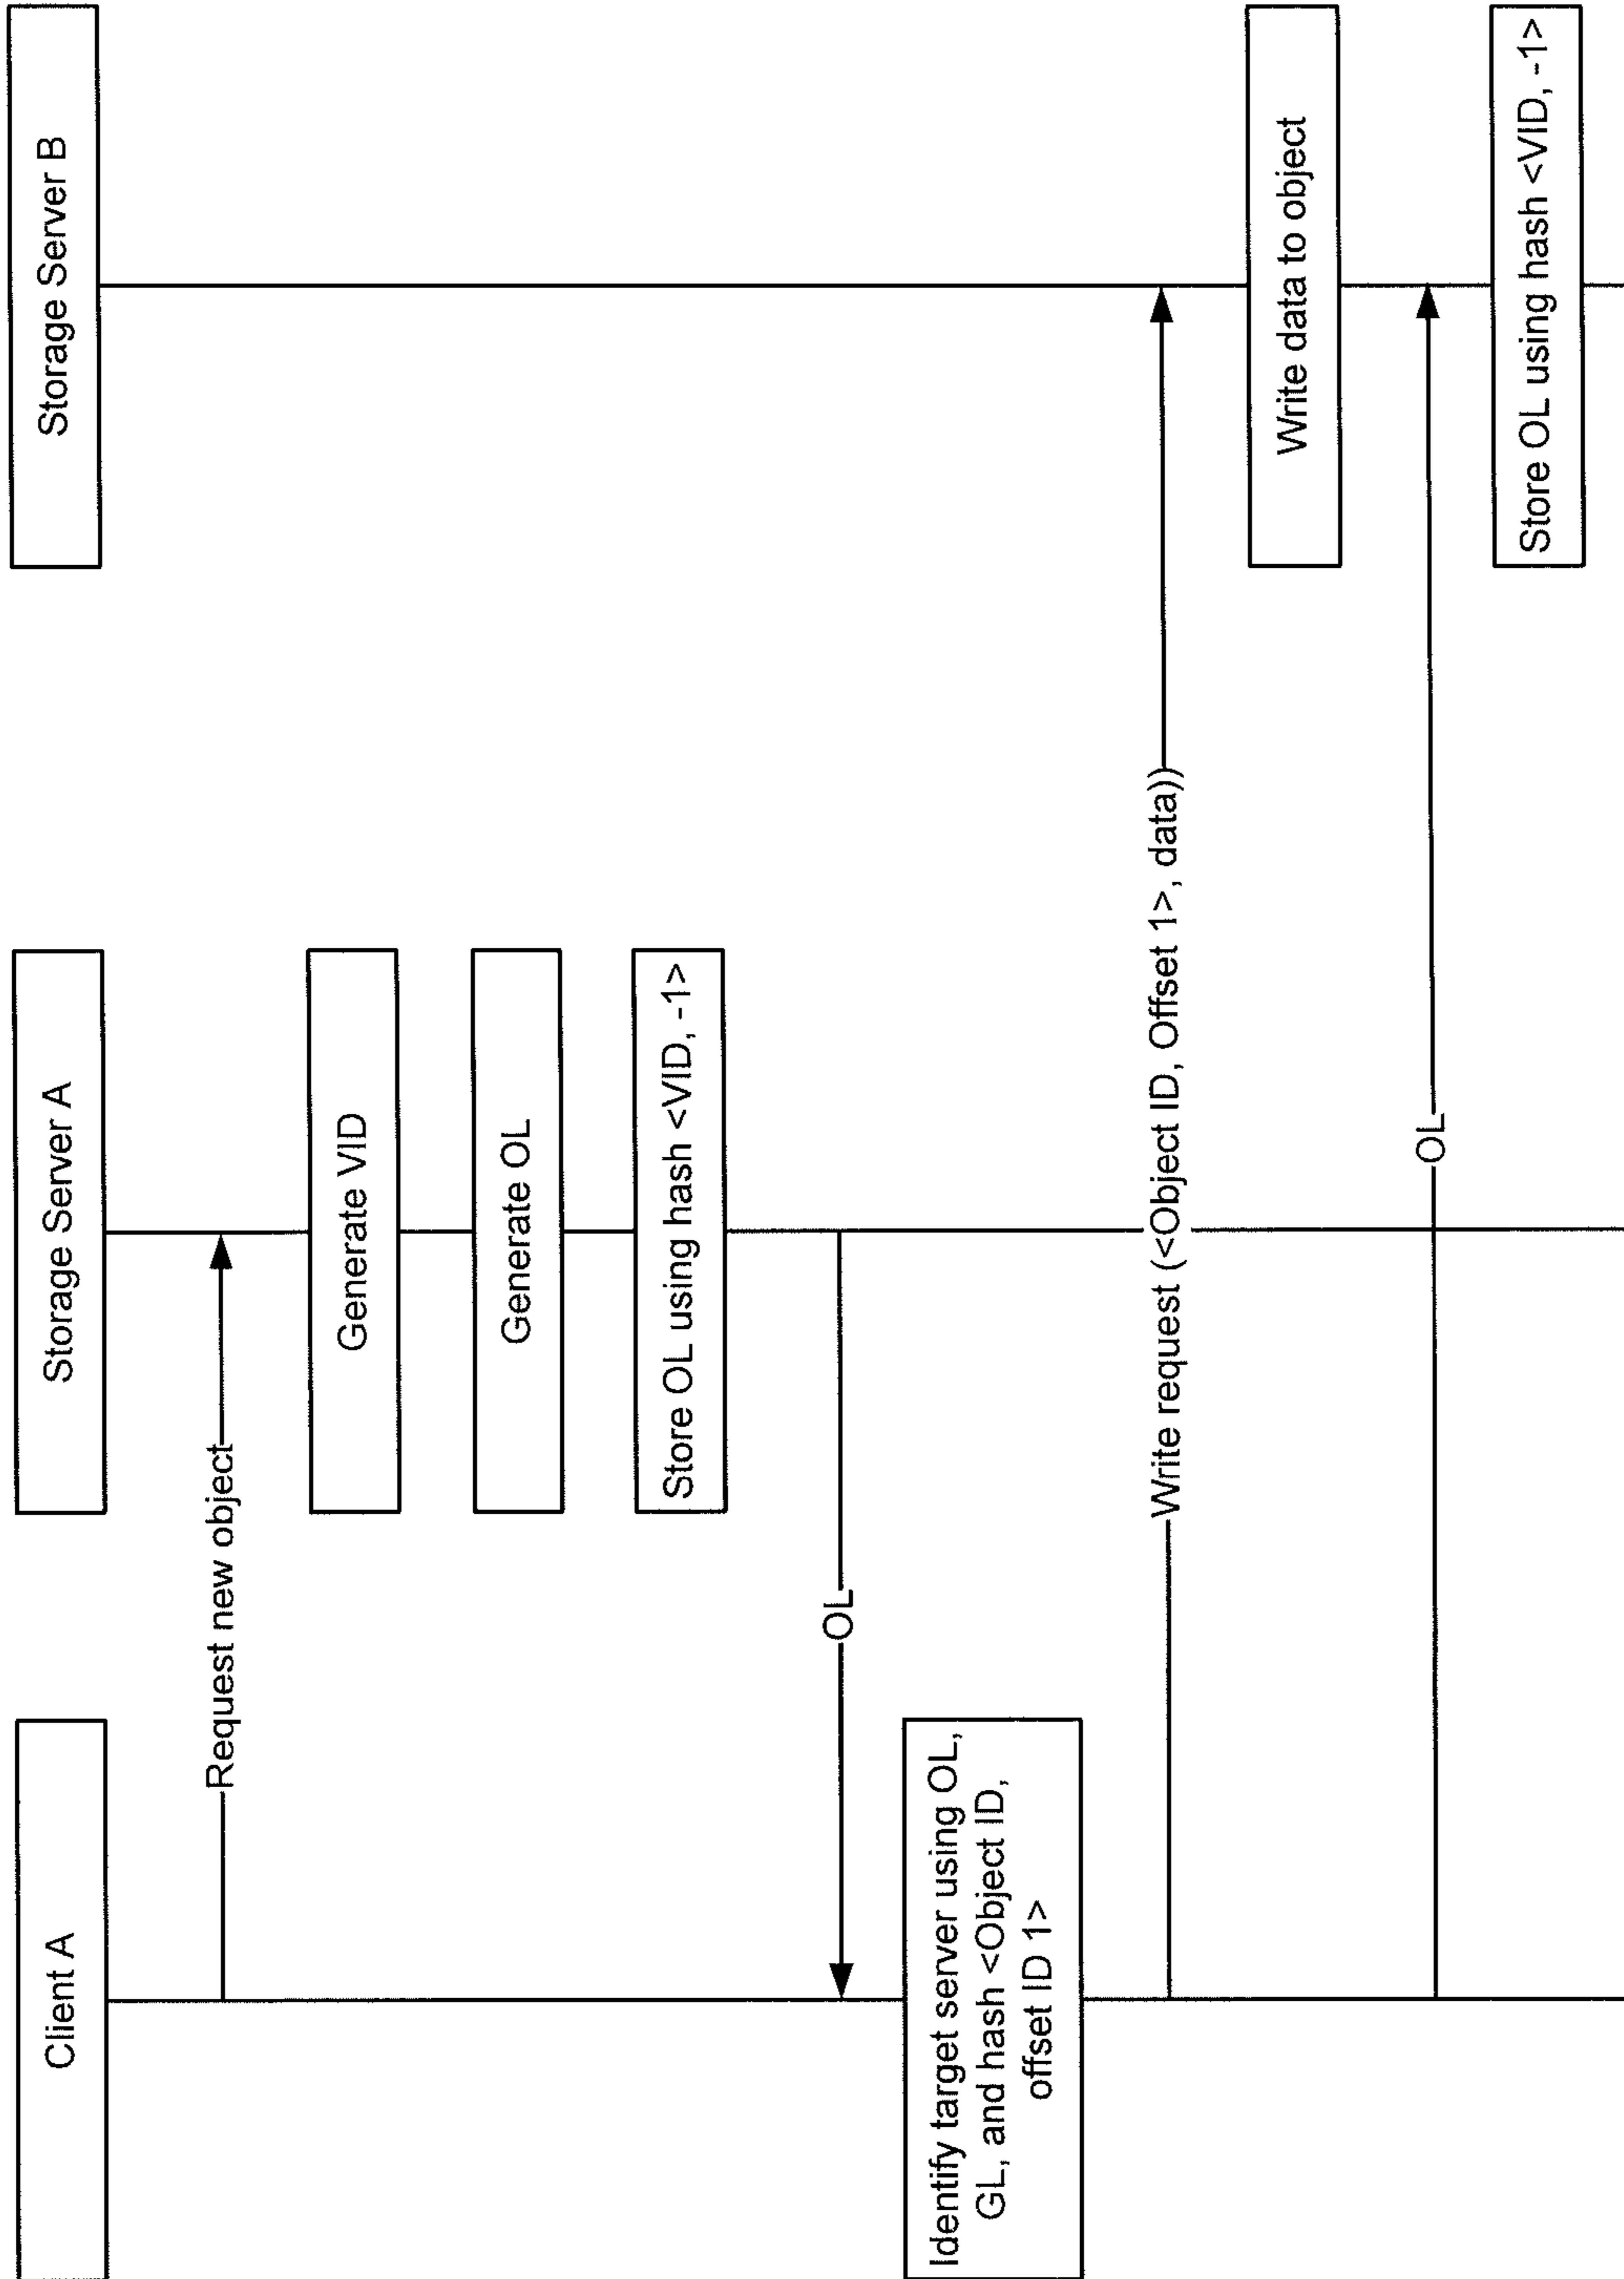 Client A
Storage Server A
Storage Server B
Request new object
Generate VID
Generate OL
Store OL using hash <VID, -1>
OL
Identify target server using OL,
GL, and hash <Object ID,
offset ID 1>
Write request (<Object ID, Offset 1>, data))
Write data to object
OL
Store OL using hash <VID, -1>